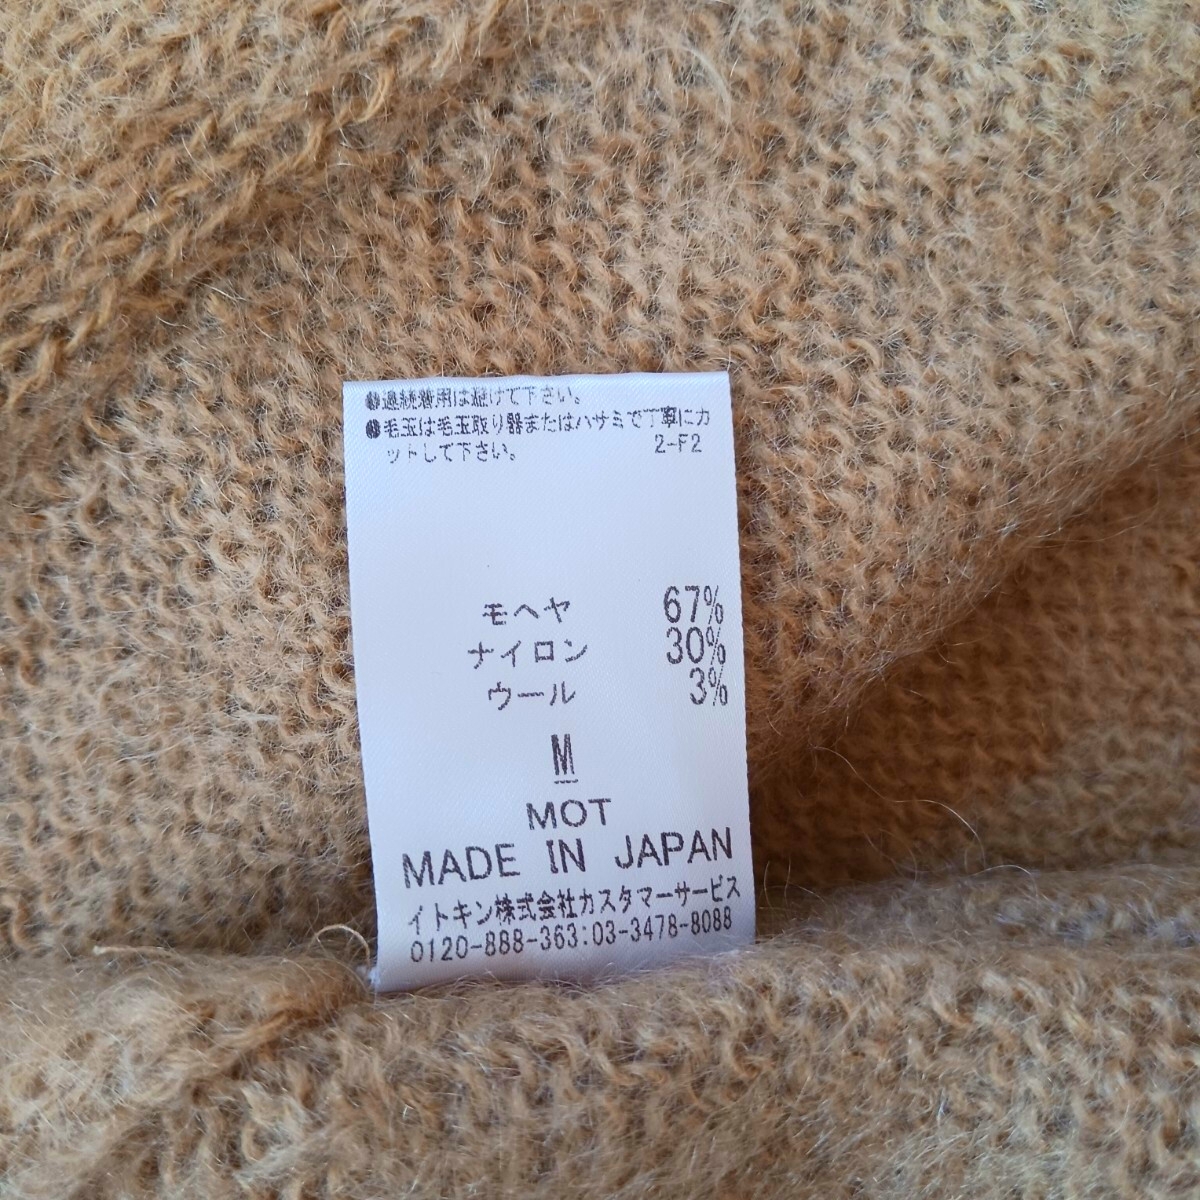 ●連続着用は避けて下さい。
●毛玉は毛玉取り器またはハサミで丁寧にカ
ットして下さい。 2-F2
モヘヤ 67%
ナイロン 30%
ウール 3%
M
MOT
MADE IN JAPAN
イトキン株式会社カスタマーサービス
0120-888-363:03-3478-8088